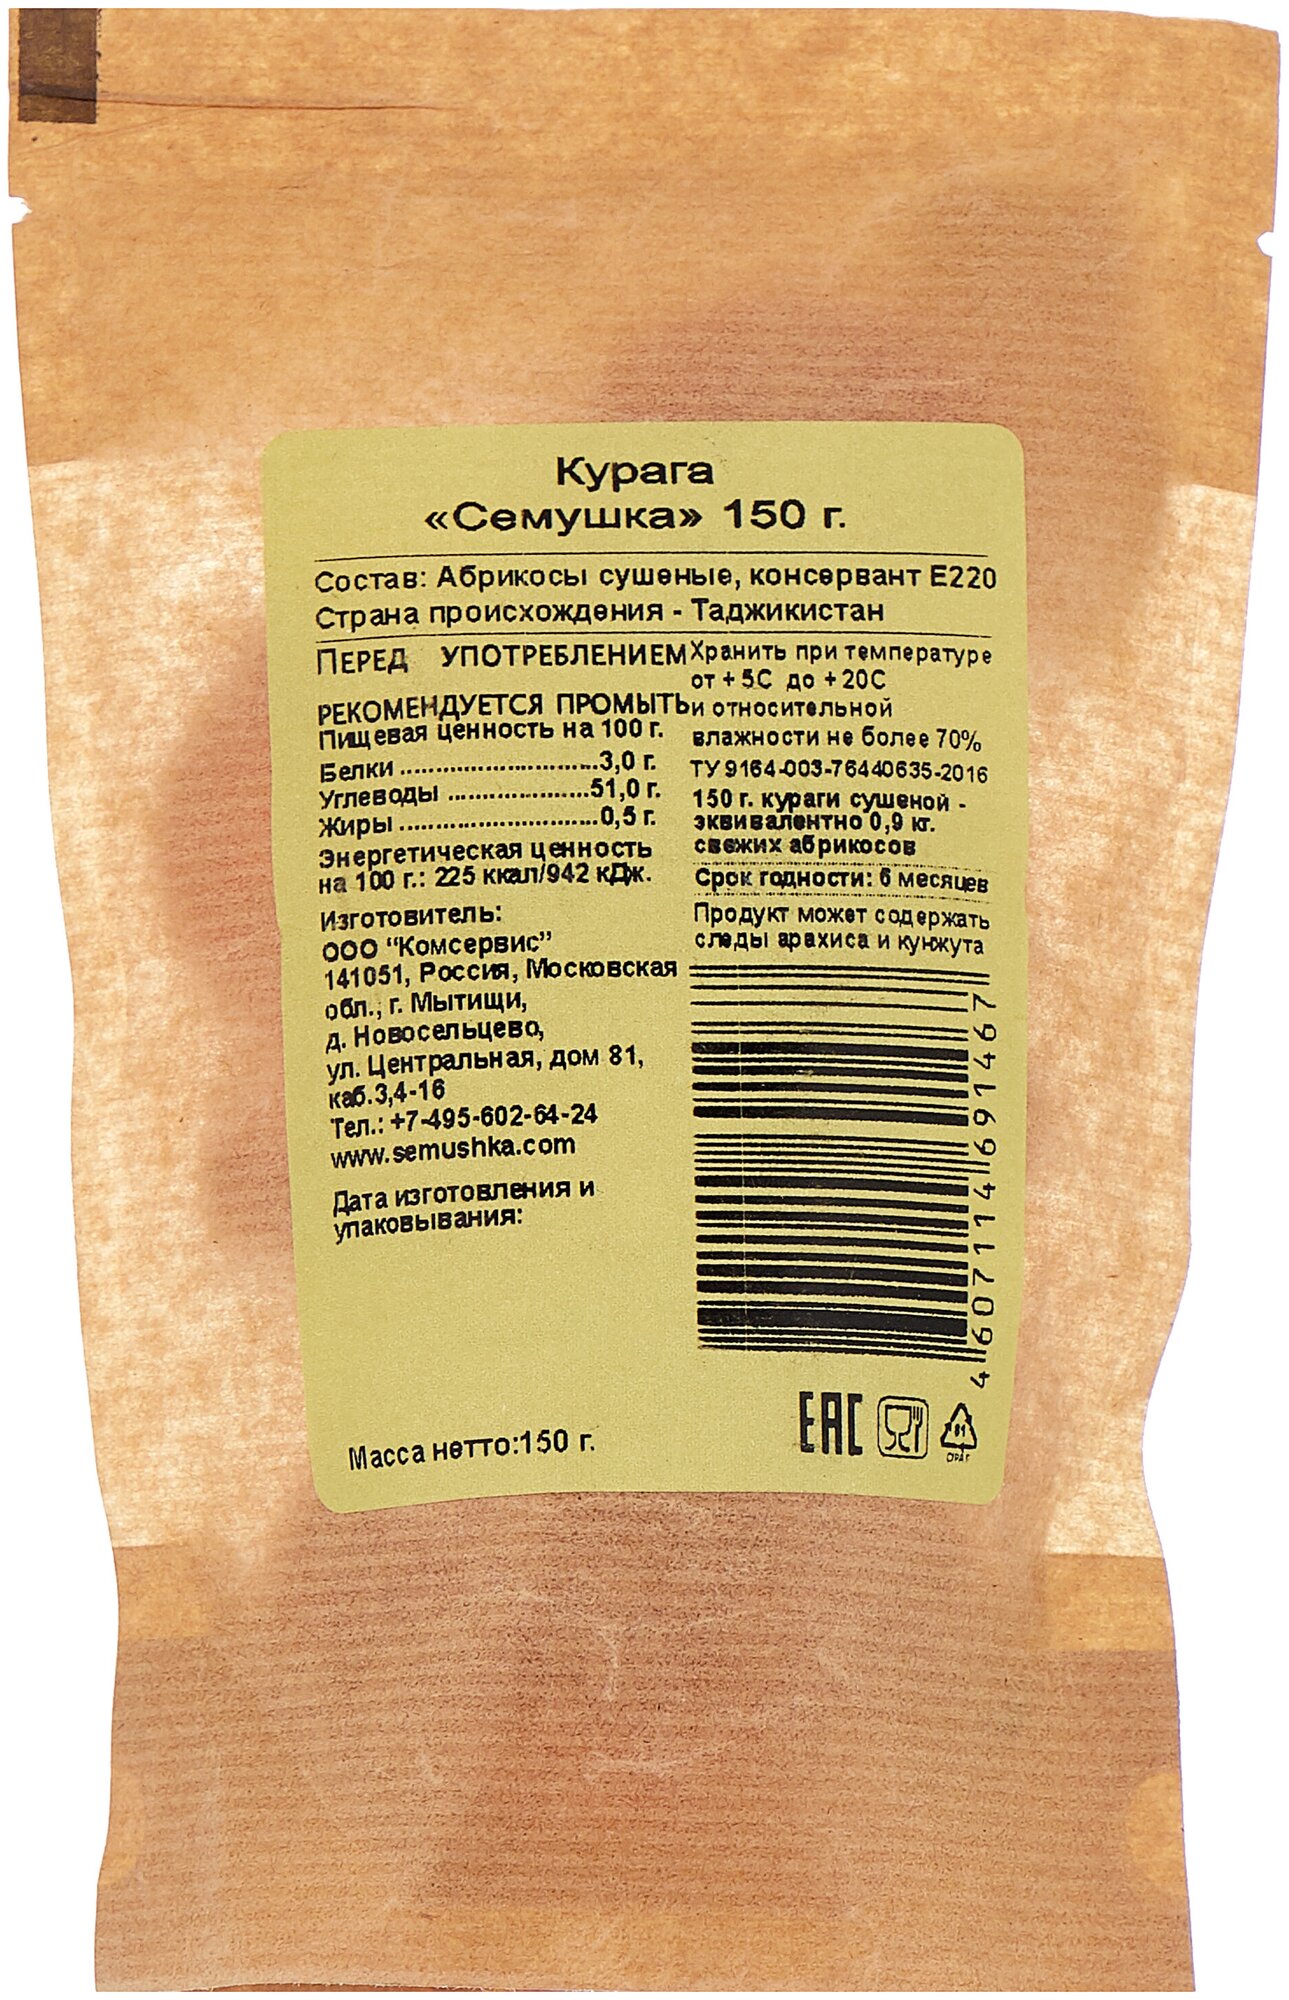 Курага
«Семушка» 150 г.
Состав: Абрикосы сушеные, консервант Е220
Страна происхождения - Таджикистан
ПЕРЕД УПОТРЕБЛЕНИЕМ
РЕКОМЕНДУЕТСЯ ПРОМЫТЬ
Пищевая ценность на 100 г.
Белки ............................3,0 г.
Углеводы ....................51,0 г.
Жиры ............................0,5 г.
Энергетическая ценность
на 100 г.: 225 ккал/942 кДж.
Изготовитель:
ООО "Комсервис"
141051, Россия, Московская
обл., г. Мытищи,
д. Новосельцево,
ул. Центральная, дом 81,
каб.3,4-16
Тел.: +7-495-602-64-24
www.semushka.com
Дата изготовления и
упаковывания:
Масса нетто:150 г.
Хранить при температуре
от + 5С до + 20С
и относительной
влажности не более 70%
ТУ 9164-003-76440635-2016
150 г. кураги сушеной -
эквивалентно 0,9 кг.
свежих абрикосов
Срок годности: 6 месяцев
Продукт может содержать
следы арахиса и кунжута
4 607114 691467
EAC
81